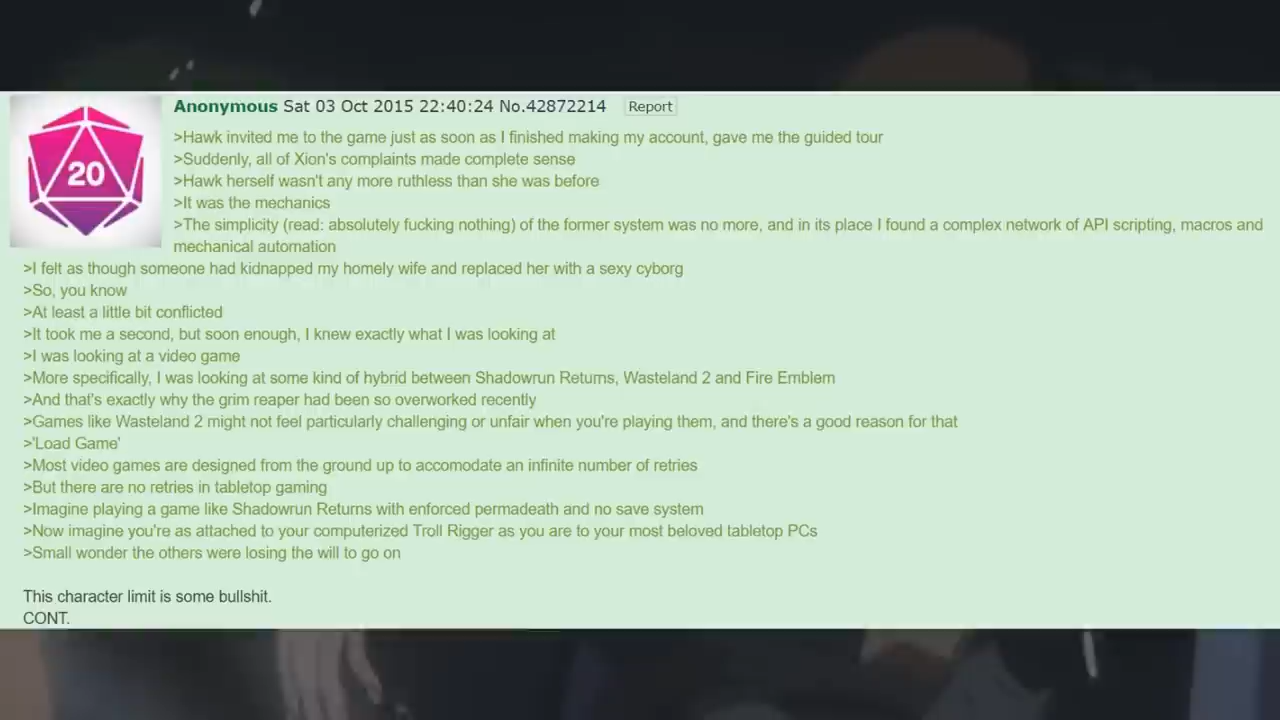 Anonymous Sat 03 Oct 2015 22:40:24 No.42872214 Report
20
>Hawk invited me to the game just as soon as I finished making my account, gave me the guided tour
>Suddenly, all of Xion's complaints made complete sense
>Hawk herself wasn't any more ruthless than she was before
>It was the mechanics
>The simplicity (read: absolutely fucking nothing) of the former system was no more, and in its place I found a complex network of API scripting, macros and
mechanical automation
>I felt as though someone had kidnapped my homely wife and replaced her with a sexy cyborg
>So, you know
>At least a little bit conflicted
>It took me a second, but soon enough, I knew exactly what I was looking at
>I was looking at a video game
>More specifically, I was looking at some kind of hybrid between Shadowrun Returns, Wasteland 2 and Fire Emblem
>And that's exactly why the grim reaper had been so overworked recently
>Games like Wasteland 2 might not feel particularly challenging or unfair when you're playing them, and there's a good reason for that
>'Load Game'
>Most video games are designed from the ground up to accomodate an infinite number of retries
>But there are no retries in tabletop gaming
>Imagine playing a game like Shadowrun Returns with enforced permadeath and no save system
>Now imagine you're as attached to your computerized Troll Rigger as you are to your most beloved tabletop PCs
>Small wonder the others were losing the will to go on
This character limit is some bullshit.
CONT.